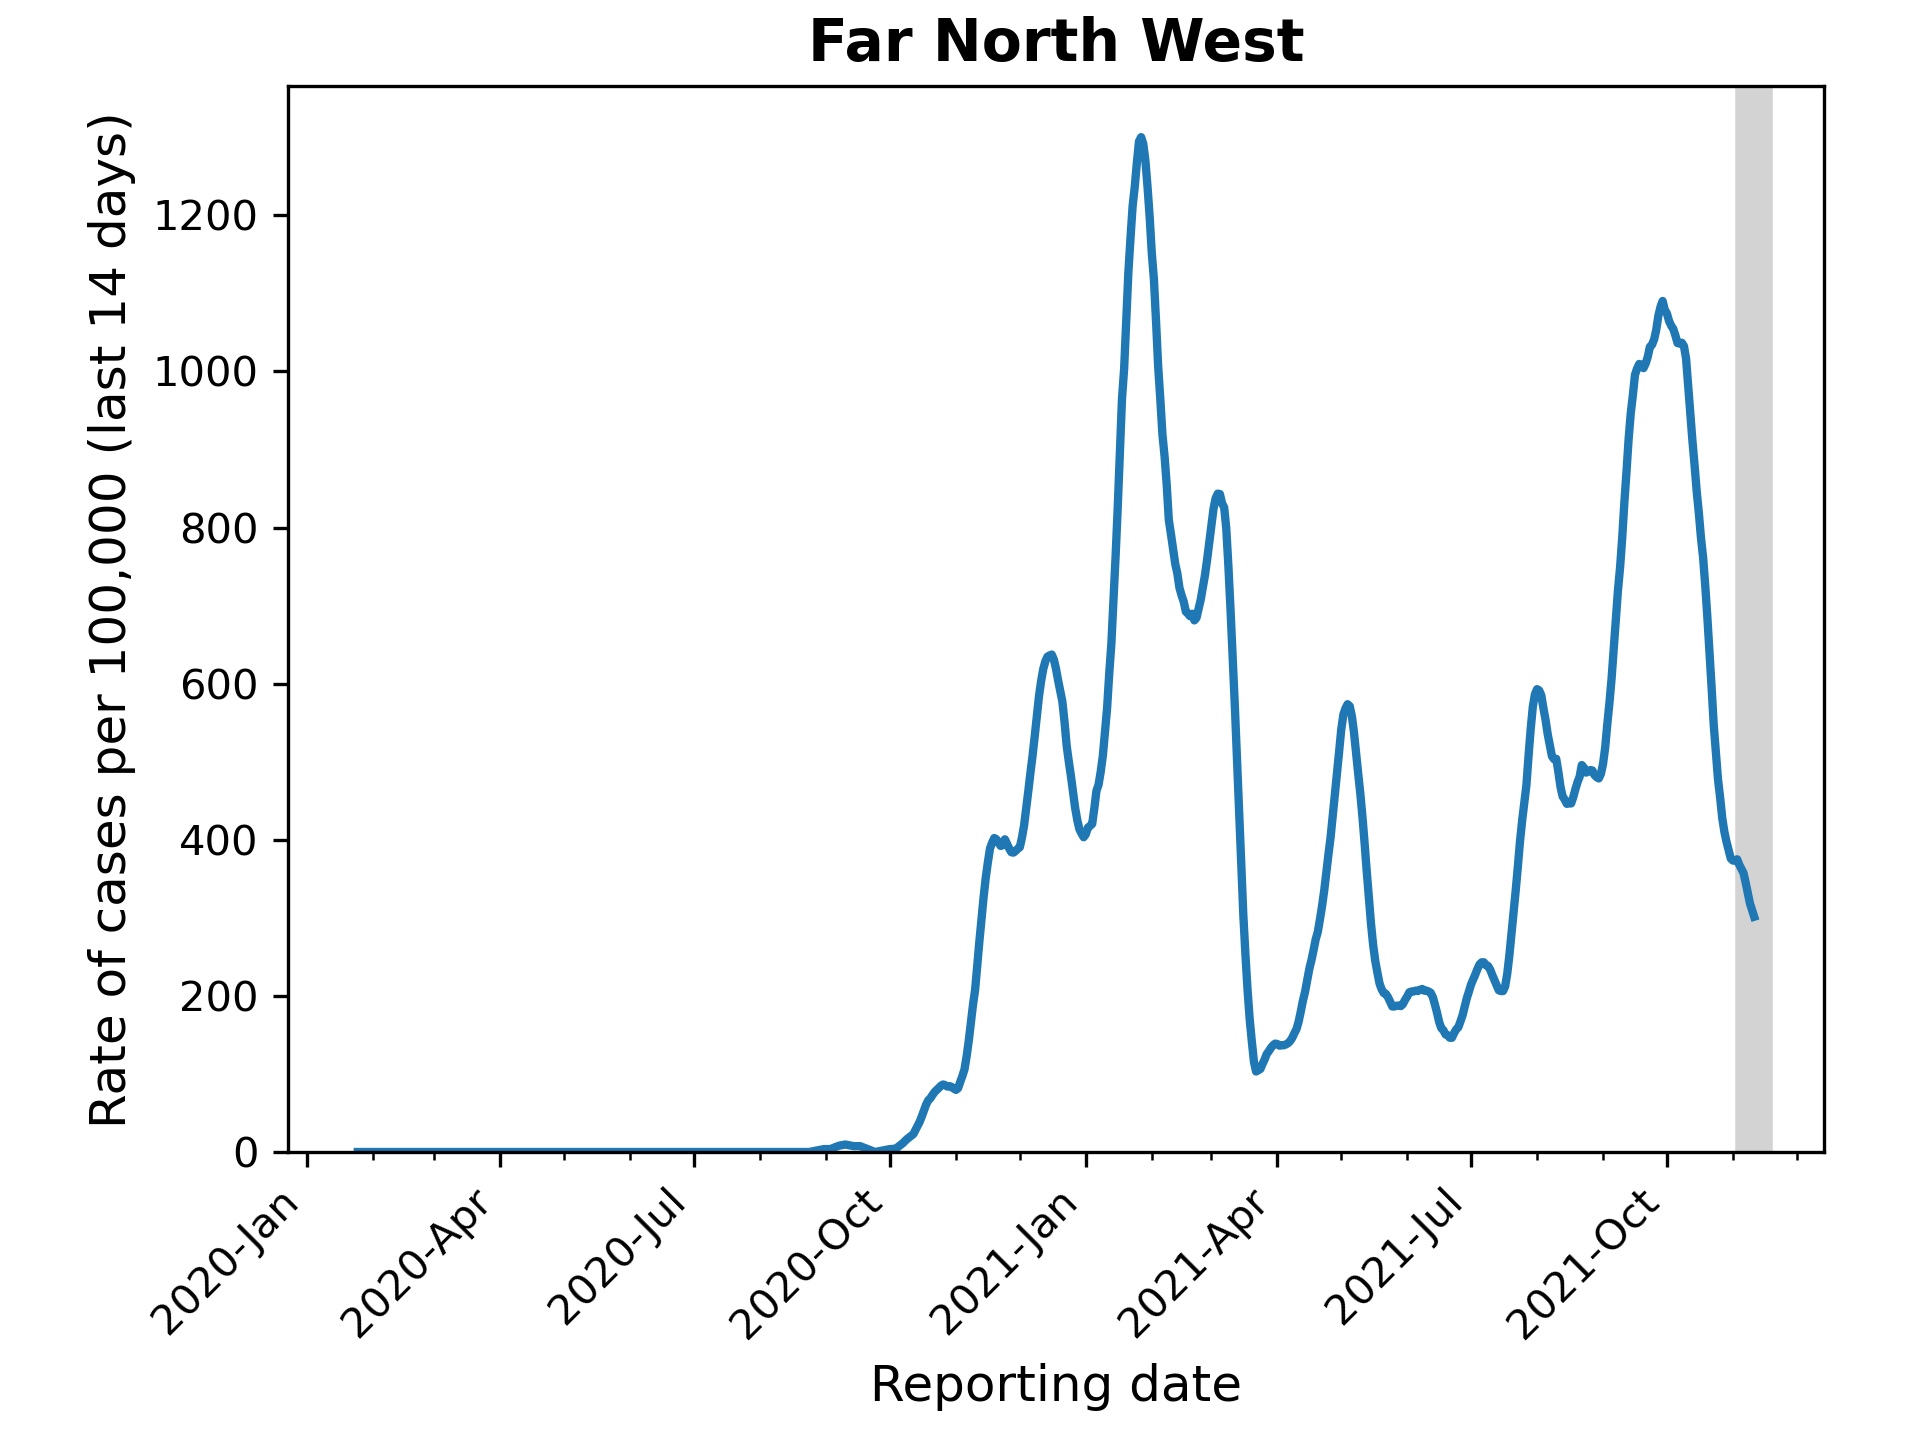 Far North West
Rate of cases per 100,000 (last 14 days)
1200
1000
800
600
400
200
0
2020-Jan
2020-Apr
2020-Jul
2020-Oct
2021-Jan
2021-Apr
2021-Jul
2021-Oct
Reporting date